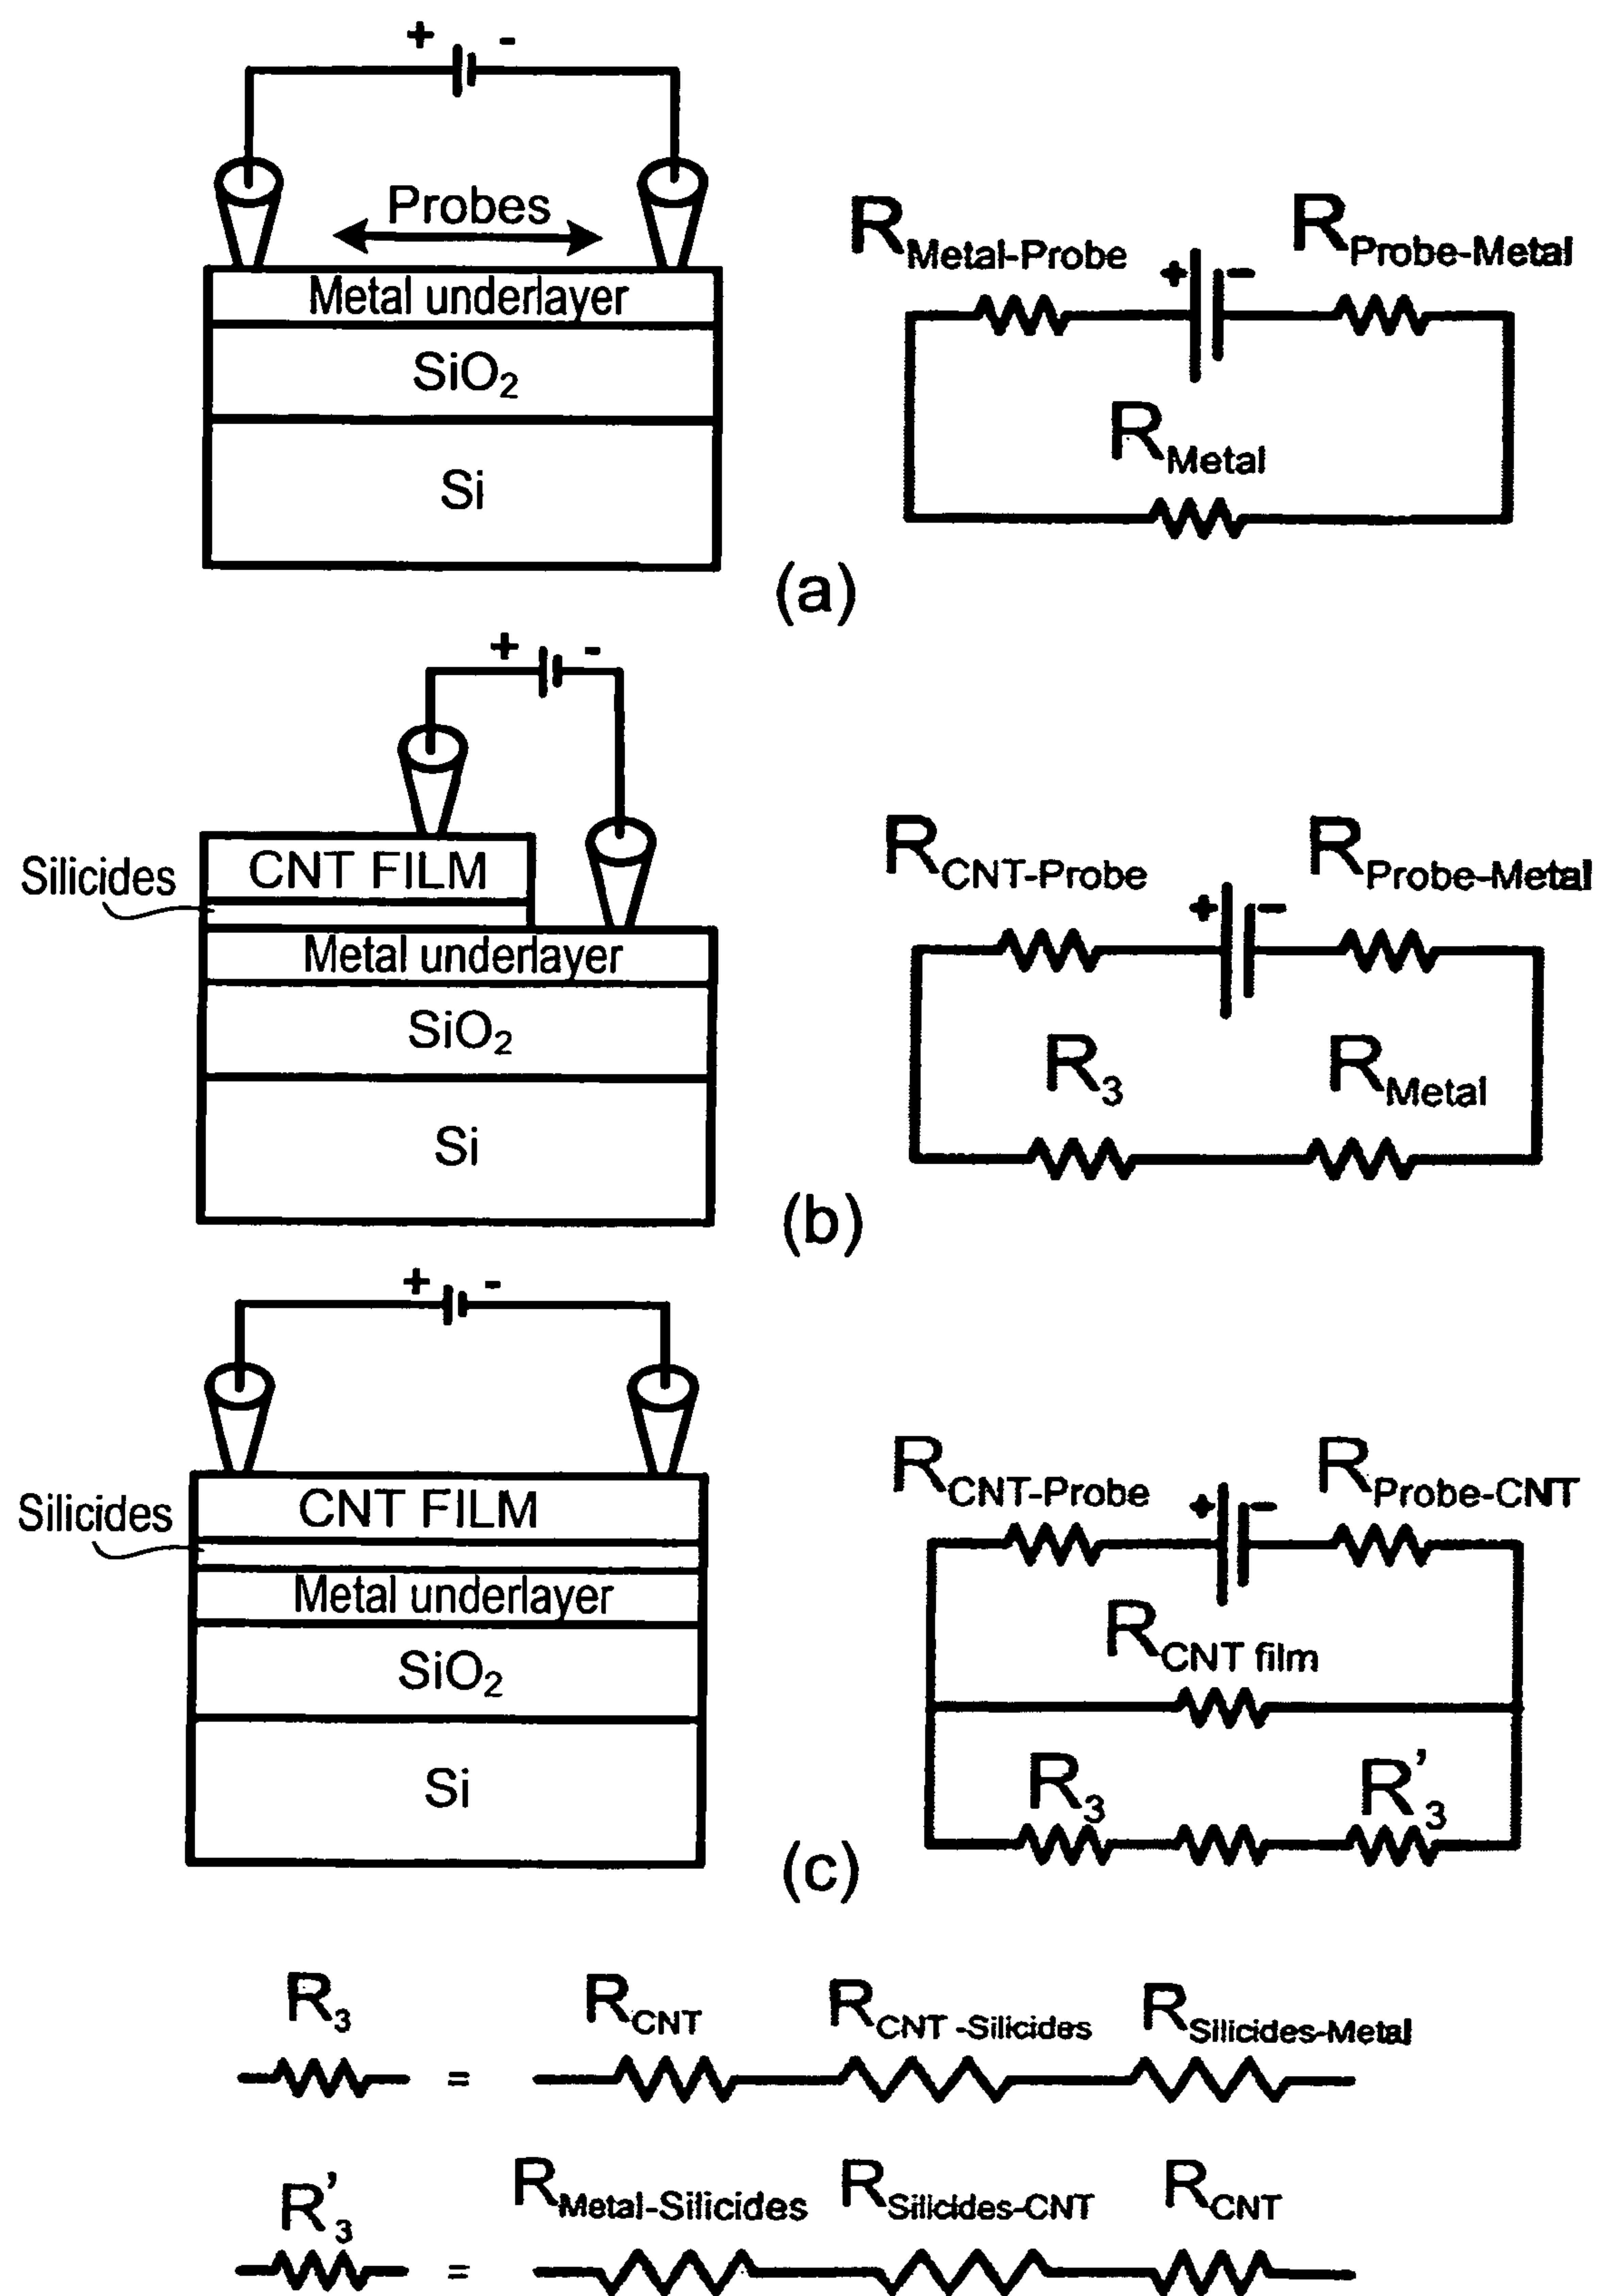 + -
Probes
Metal underlayer
SiO2
Si
RMetal-Probe + - RProbe-Metal
RMetal
(a)
+ -
Silicides
CNT FILM
Metal underlayer
SiO2
Si
RCNT-Probe + - RProbe-Metal
R3 RMetal
(b)
+ -
Silicides
CNT FILM
Metal underlayer
SiO2
Si
RCNT-Probe + - RProbe-CNT
RCNT film
R3 R'3
(c)
R3 = RCNT RCNT-Silicides RSilicides-Metal
R'3 = RMetal-Silicides RSilicides-CNT RCNT